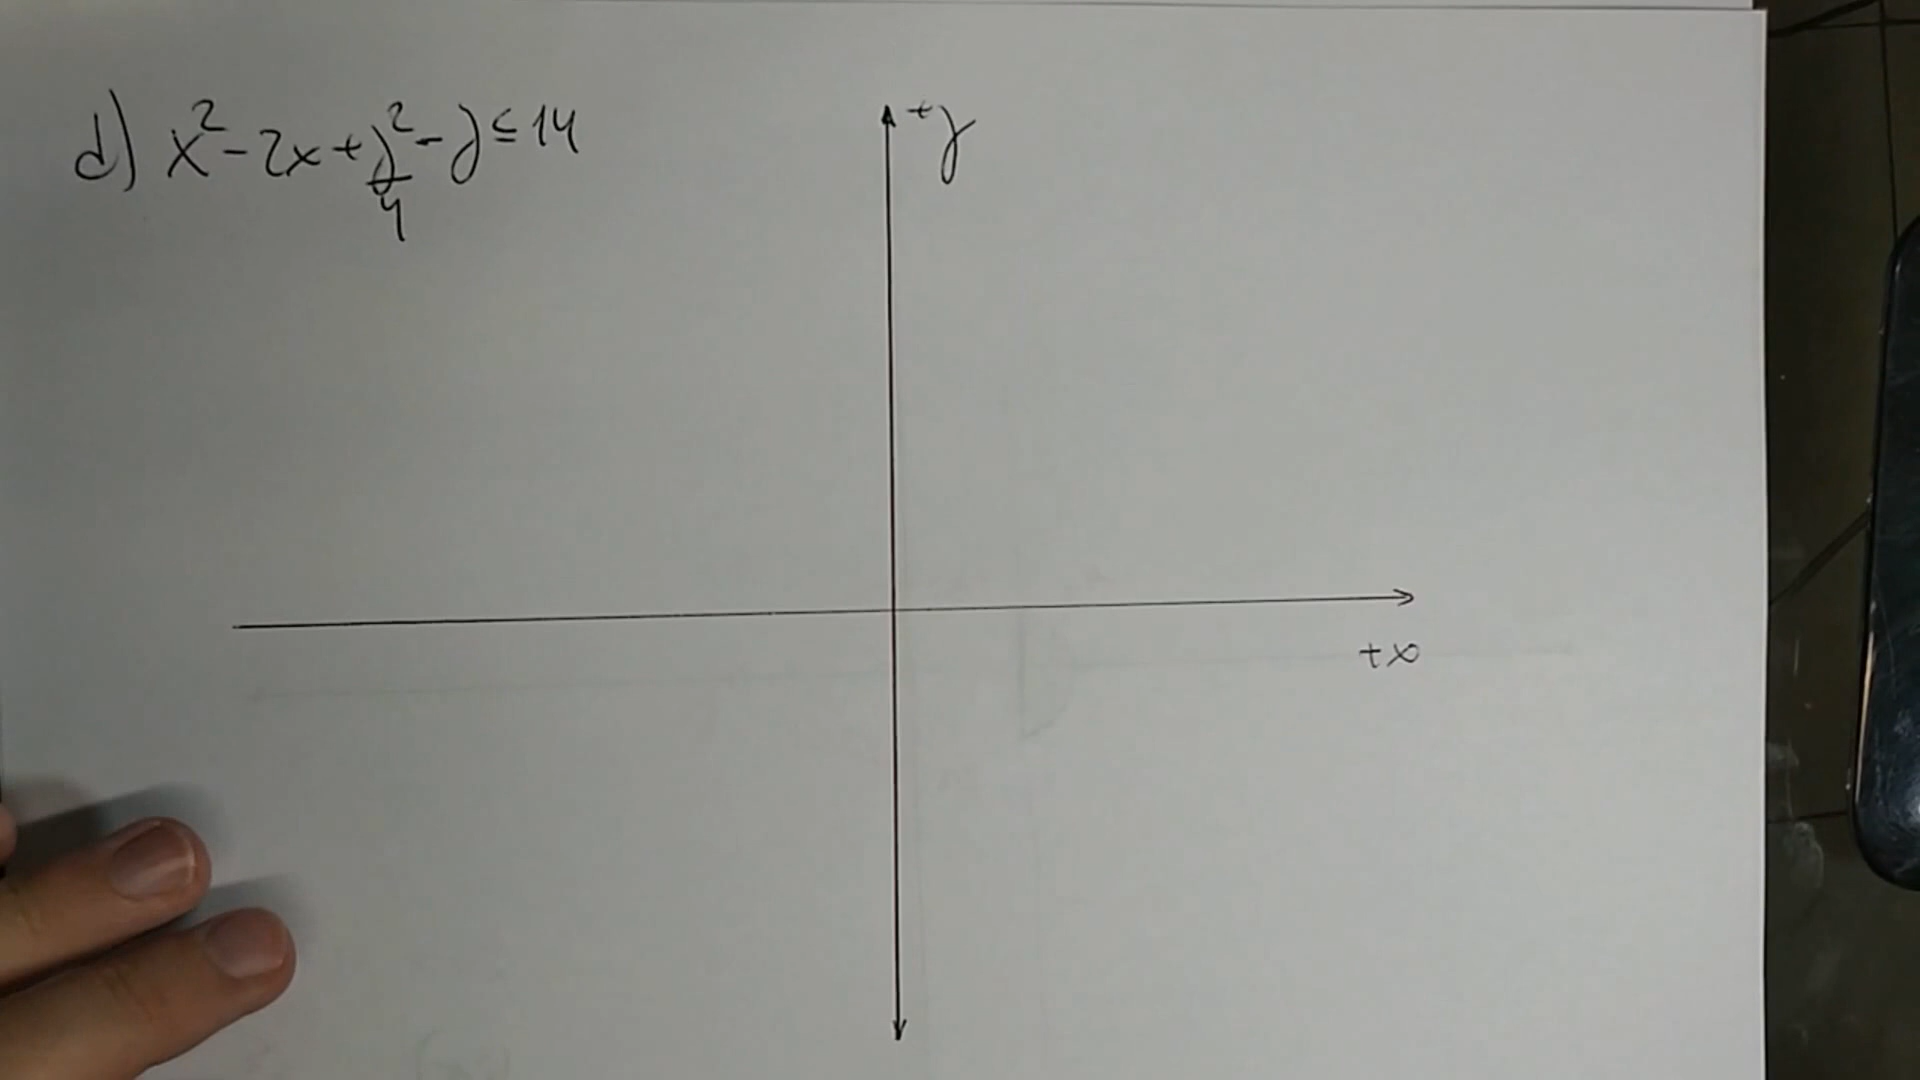 d) x² - 2x + y²/4 - y ≤ 14
+y
+x